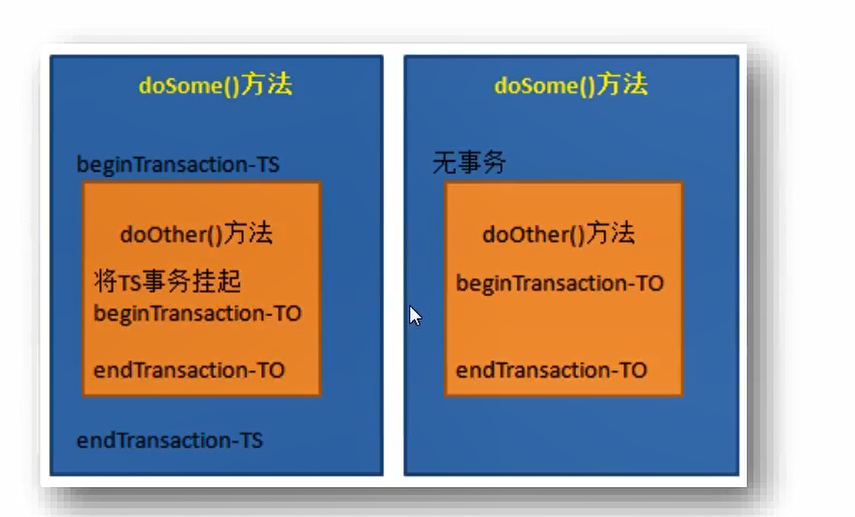 doSome()方法
beginTransaction-TS
doOther()方法
将TS事务挂起
beginTransaction-TO
endTransaction-TO
endTransaction-TS
doSome()方法
无事务
doOther()方法
beginTransaction-TO
endTransaction-TO